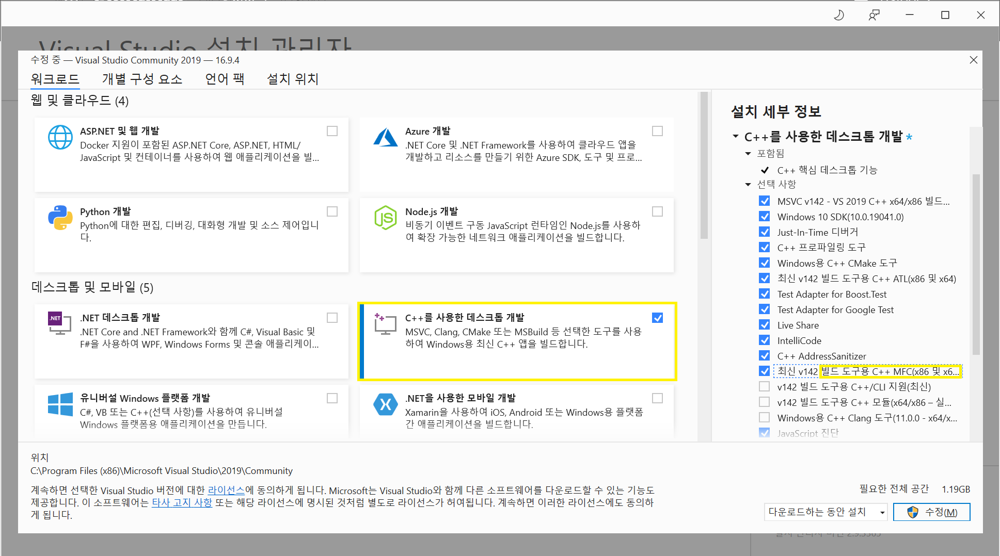 Visual Studio 설치 관리자
수정 중 — Visual Studio Community 2019 — 16.9.4
워크로드 개별 구성 요소 언어 팩 설치 위치
웹 및 클라우드 (4)
ASP.NET 및 웹 개발
Docker 지원이 포함된 ASP.NET Core, ASP.NET, HTML/
JavaScript 및 컨테이너를 사용하여 웹 애플리케이션을 빌...
Azure 개발
.NET Core 및 .NET Framework를 사용하여 클라우드 앱을
개발하고 리소스를 만들기 위한 Azure SDK, 도구 및 프로...
Python 개발
Python에 대한 편집, 디버깅, 대화형 개발 및 소스 제어입니
다.
Node.js 개발
비동기 이벤트 구동 JavaScript 런타임인 Node.js를 사용하
여 확장 가능한 네트워크 애플리케이션을 빌드합니다.
데스크톱 및 모바일 (5)
.NET
.NET 데스크톱 개발
.NET Core and .NET Framework와 함께 C#, Visual Basic 및
F#을 사용하여 WPF, Windows Forms 및 콘솔 애플리케이...
C++를 사용한 데스크톱 개발
MSVC, Clang, CMake 또는 MSBuild 등 선택한 도구를 사용
하여 Windows용 최신 C++ 앱을 빌드합니다.
유니버설 Windows 플랫폼 개발
C#, VB 또는 C++(선택 사항)를 사용하여 유니버설
Windows 플랫폼용 애플리케이션을 만듭니다.
.NET을 사용한 모바일 개발
Xamarin을 사용하여 iOS, Android 또는 Windows용 플랫폼
간 애플리케이션을 빌드합니다.
설치 세부 정보
C++를 사용한 데스크톱 개발 *
포함됨
C++ 핵심 데스크톱 기능
선택 사항
MSVC v142 - VS 2019 C++ x64/x86 빌드...
Windows 10 SDK(10.0.19041.0)
Just-In-Time 디버거
C++ 프로파일링 도구
Windows용 C++ CMake 도구
최신 v142 빌드 도구용 C++ ATL(x86 및 x64)
Test Adapter for Boost.Test
Test Adapter for Google Test
Live Share
IntelliCode
C++ AddressSanitizer
최신 v142 빌드 도구용 C++ MFC(x86 및 x6...
v142 빌드 도구용 C++/CLI 지원(최신)
v142 빌드 도구용 C++ 모듈(x64/x86 – 실...
Windows용 C++ Clang 도구(11.0.0 - x64/x...
JavaScript 진단
위치
C:\Program Files (x86)\Microsoft Visual Studio\2019\Community
계속하면 선택한 Visual Studio 버전에 대한 라이선스에 동의하게 됩니다. Microsoft는 Visual Studio와 함께 다른 소프트웨어를 다운로드할 수 있는 기능도
제공합니다. 이 소프트웨어는 타사 고지 사항 또는 해당 라이선스에 명시된 것처럼 별도로 라이선스가 허여됩니다. 계속하면 이러한 라이선스에도 동의하
게 됩니다.
필요한 전체 공간 1.19GB
다운로드하는 동안 설치
수정(M)